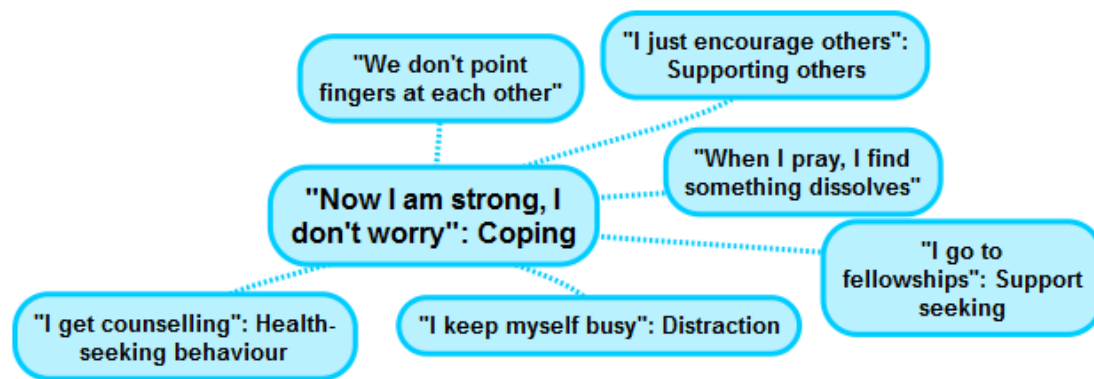 "I just encourage others":
Supporting others
"We don't point
fingers at each other"
"When I pray, I find
something dissolves"
"Now I am strong, I
don't worry": Coping
"I go to
fellowships": Support
seeking
"I get counselling": Health-
seeking behaviour
"I keep myself busy": Distraction